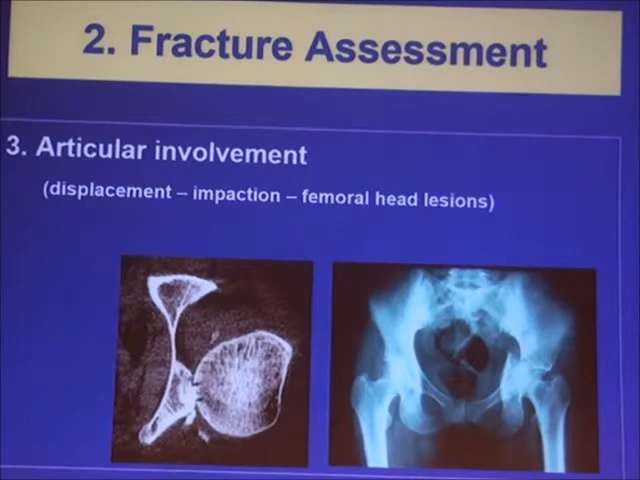 2. Fracture Assessment
3. Articular involvement
(displacement – impaction – femoral head lesions)